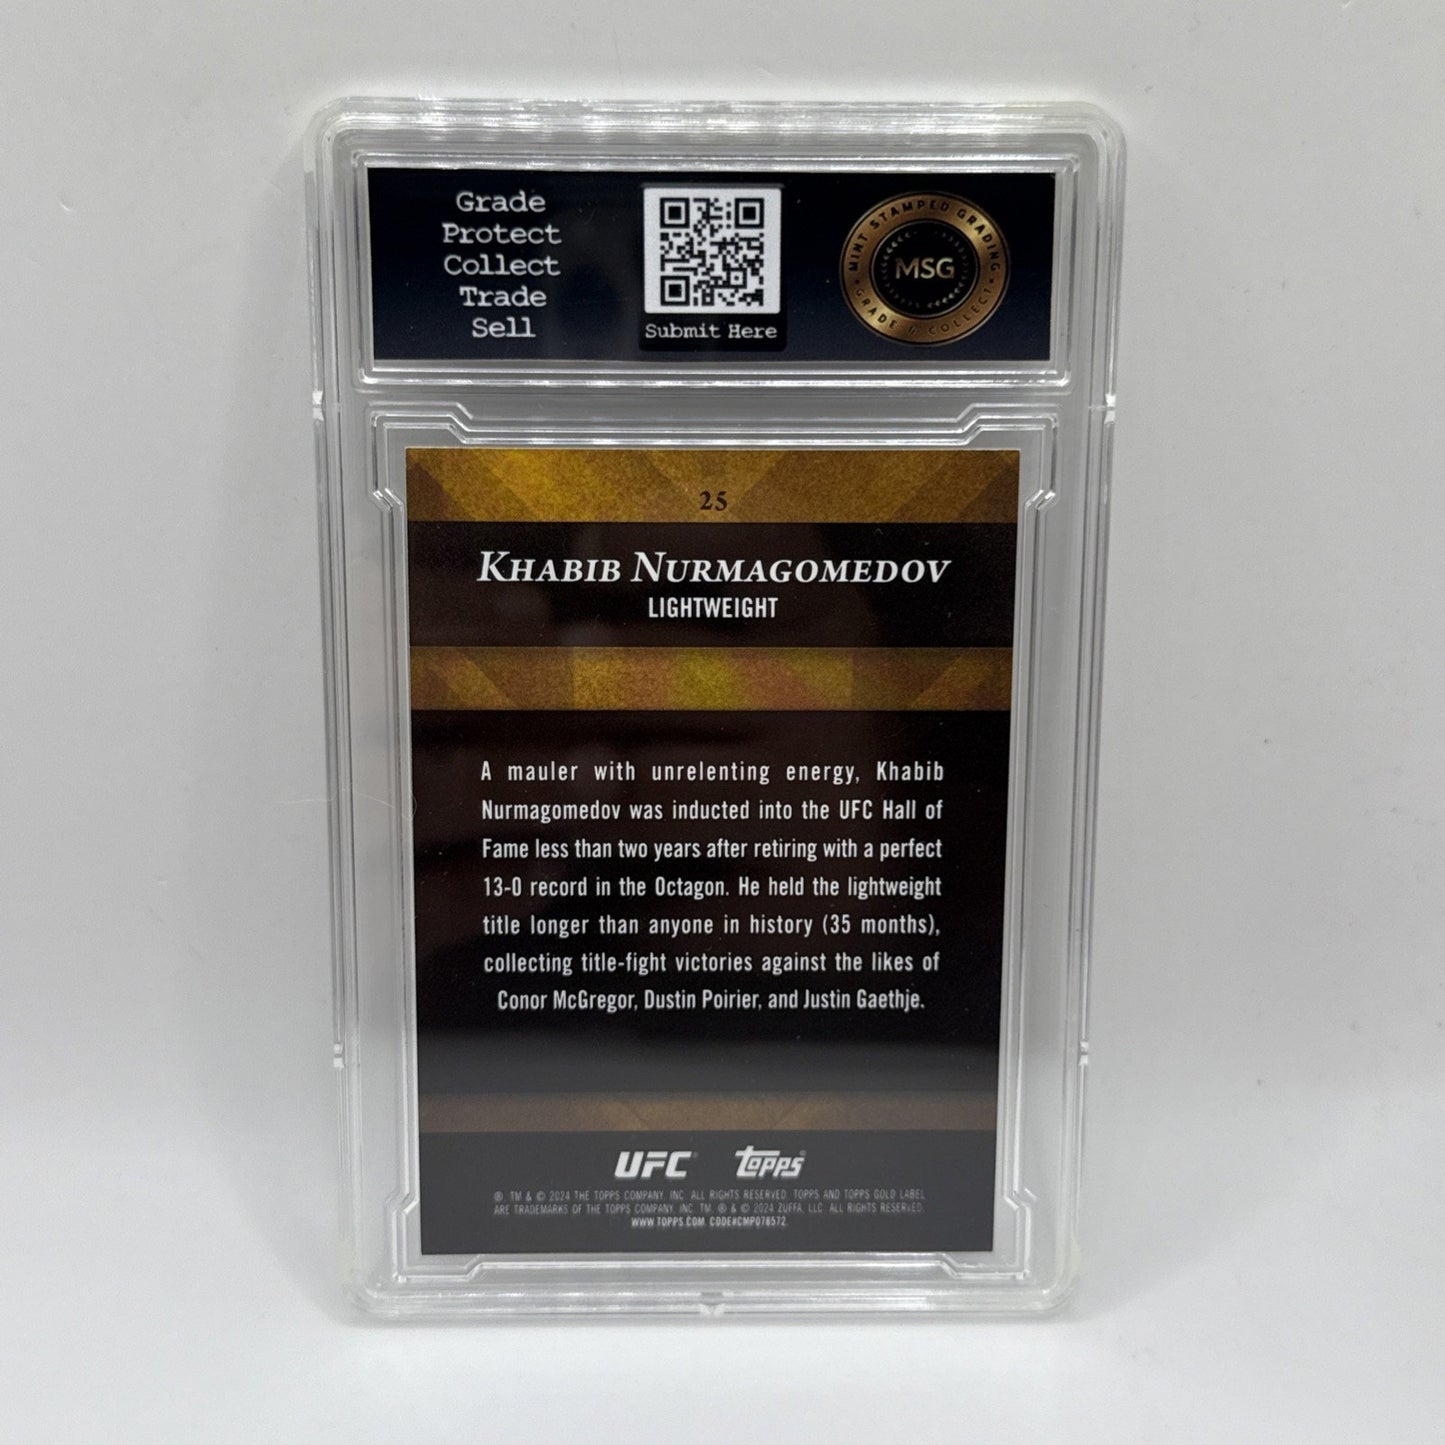 Grade
Protect
Collect
Trade
Sell
Submit Here
MINT STAMPED GRADING
MSG
GRADE & COLLECT
25
KHABIB NURMAGOMEDOV
LIGHTWEIGHT
A mauler with unrelenting energy, Khabib
Nurmagomedov was inducted into the UFC Hall of
Fame less than two years after retiring with a perfect
13-0 record in the Octagon. He held the lightweight
title longer than anyone in history (35 months),
collecting title-fight victories against the likes of
Conor McGregor, Dustin Poirier, and Justin Gaethje.
UFC topps
®, TM & © 2024 THE TOPPS COMPANY, INC. ALL RIGHTS RESERVED. TOPPS AND TOPPS GOLD LABEL
ARE TRADEMARKS OF THE TOPPS COMPANY, INC. TM, ® & © 2024 ZUFFA, LLC. ALL RIGHTS RESERVED.
WWW.TOPPS.COM CODE#CMP078572